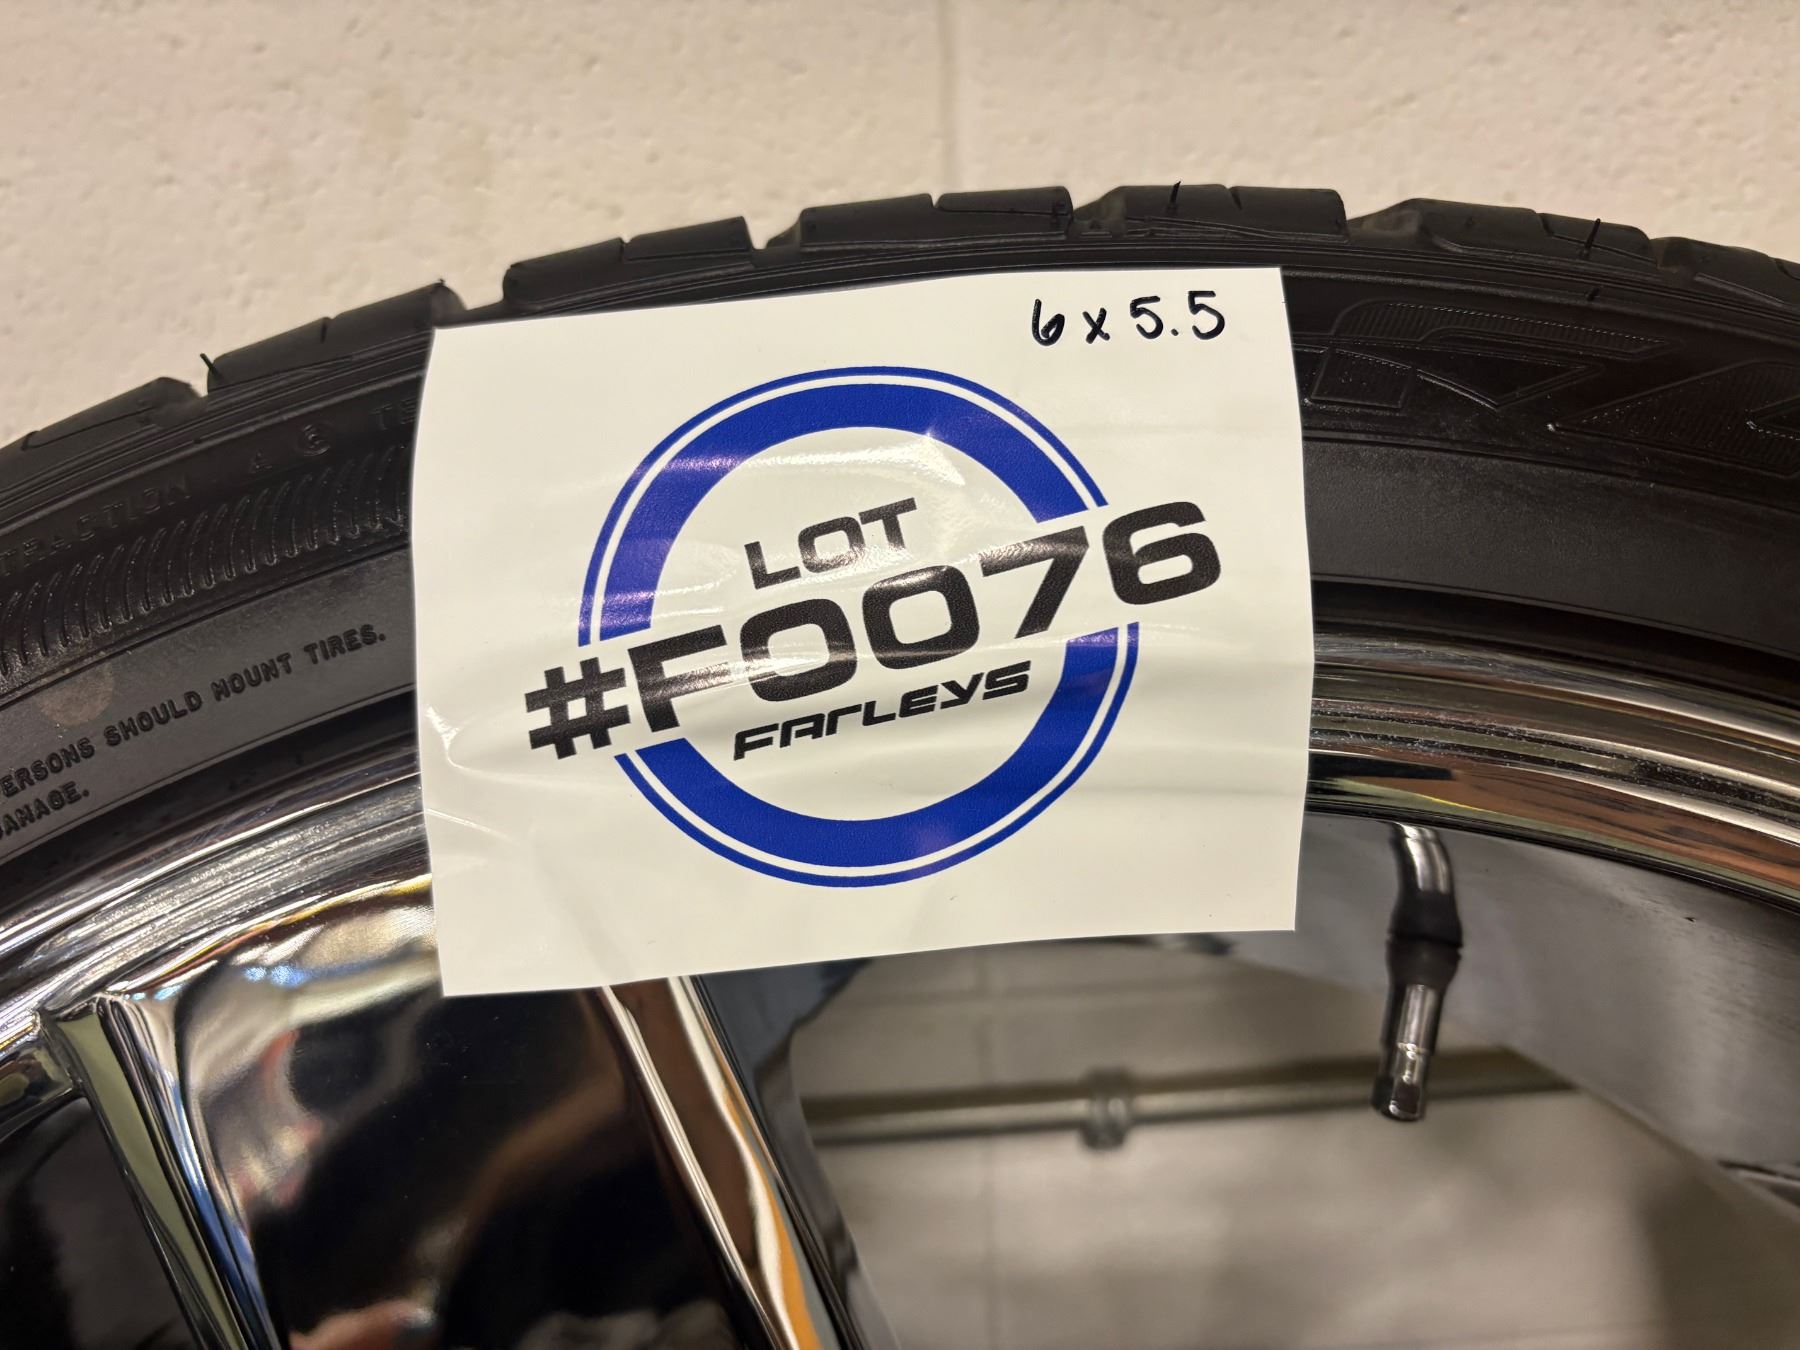 6 x 5.5
LOT
#F0076
FARLEYS
TRACTION A
ERSONS SHOULD MOUNT TIRES.
DAMAGE.